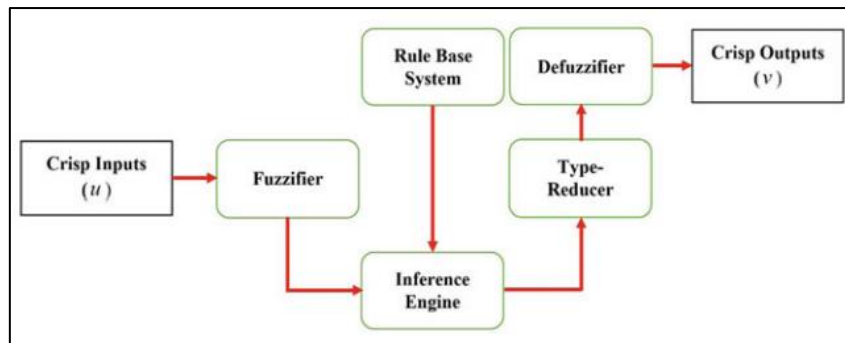 Crisp Inputs
(u)
Fuzzifier
Rule Base
System
Inference
Engine
Type-
Reducer
Defuzzifier
Crisp Outputs
(v)